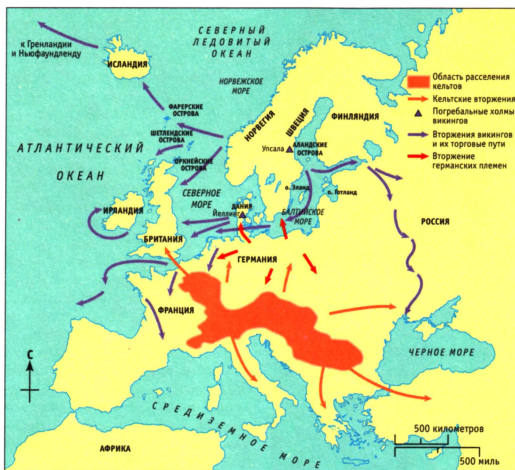 СЕВЕРНЫЙ
ЛЕДОВИТЫЙ
ОКЕАН
к Гренландии
и Ньюфаундленду
ИСЛАНДИЯ
НОРВЕЖСКОЕ
МОРЕ
Область расселения
кельтов
Кельтские вторжения
Погребальные холмы
викингов
Вторжения викингов
и их торговые пути
Вторжение
германских племен
ФАРЕРСКИЕ
ОСТРОВА
ШЕТЛЕНДСКИЕ
ОСТРОВА
ОРКНЕЙСКИЕ
ОСТРОВА
НОРВЕГИЯ
ШВЕЦИЯ
ФИНЛЯНДИЯ
Упсала
АЛАНДСКИЕ
ОСТРОВА
АТЛАНТИЧЕСКИЙ
ОКЕАН
СЕВЕРНОЕ
МОРЕ
ДАНИЯ
Йеллинг
о. Эланд
о. Готланд
БАЛТИЙСКОЕ
МОРЕ
ИРЛАНДИЯ
БРИТАНИЯ
РОССИЯ
ГЕРМАНИЯ
ФРАНЦИЯ
ЧЕРНОЕ МОРЕ
С
СРЕДИЗЕМНОЕ МОРЕ
АФРИКА
500 километров
500 миль